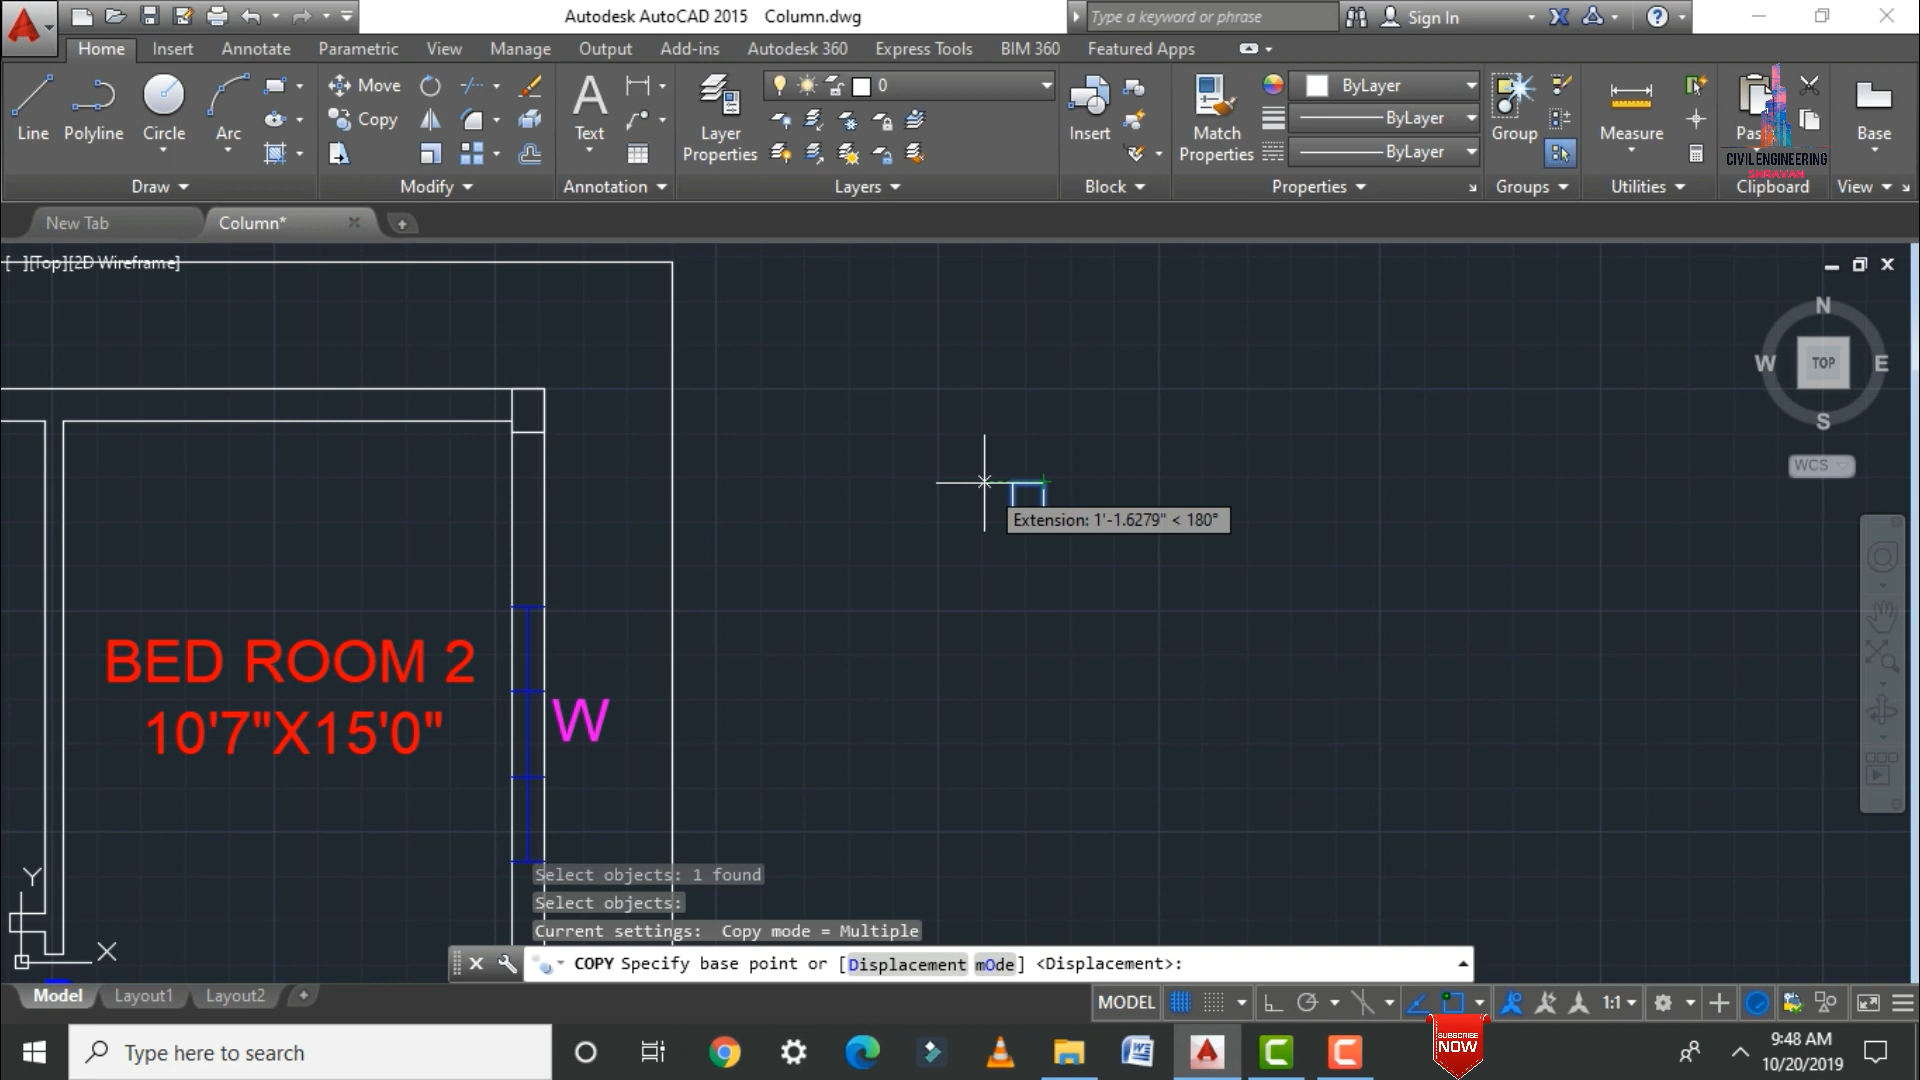 Autodesk AutoCAD 2015 Column.dwg
Type a keyword or phrase
Sign In
Home Insert Annotate Parametric View Manage Output Add-ins Autodesk 360 Express Tools BIM 360 Featured Apps
Line Polyline Circle Arc
Move
Copy
Text
Layer Properties
0
Insert
Match Properties
ByLayer
ByLayer
ByLayer
Group
Measure
Base
CIVIL ENGINEERING
SHRAVAN
Draw Modify Annotation Layers Block Properties Groups Utilities Clipboard View
New Tab Column*
[ ][Top][2D Wireframe]
N
W TOP E
S
WCS
Extension: 1'-1.6279" < 180°
BED ROOM 2
10'7"X15'0"
W
Y
X
Select objects: 1 found
Select objects:
Current settings: Copy mode = Multiple
COPY Specify base point or [Displacement mOde] <Displacement>:
Model Layout1 Layout2
MODEL 1:1
Type here to search
SUBSCRIBE
NOW
9:48 AM
10/20/2019